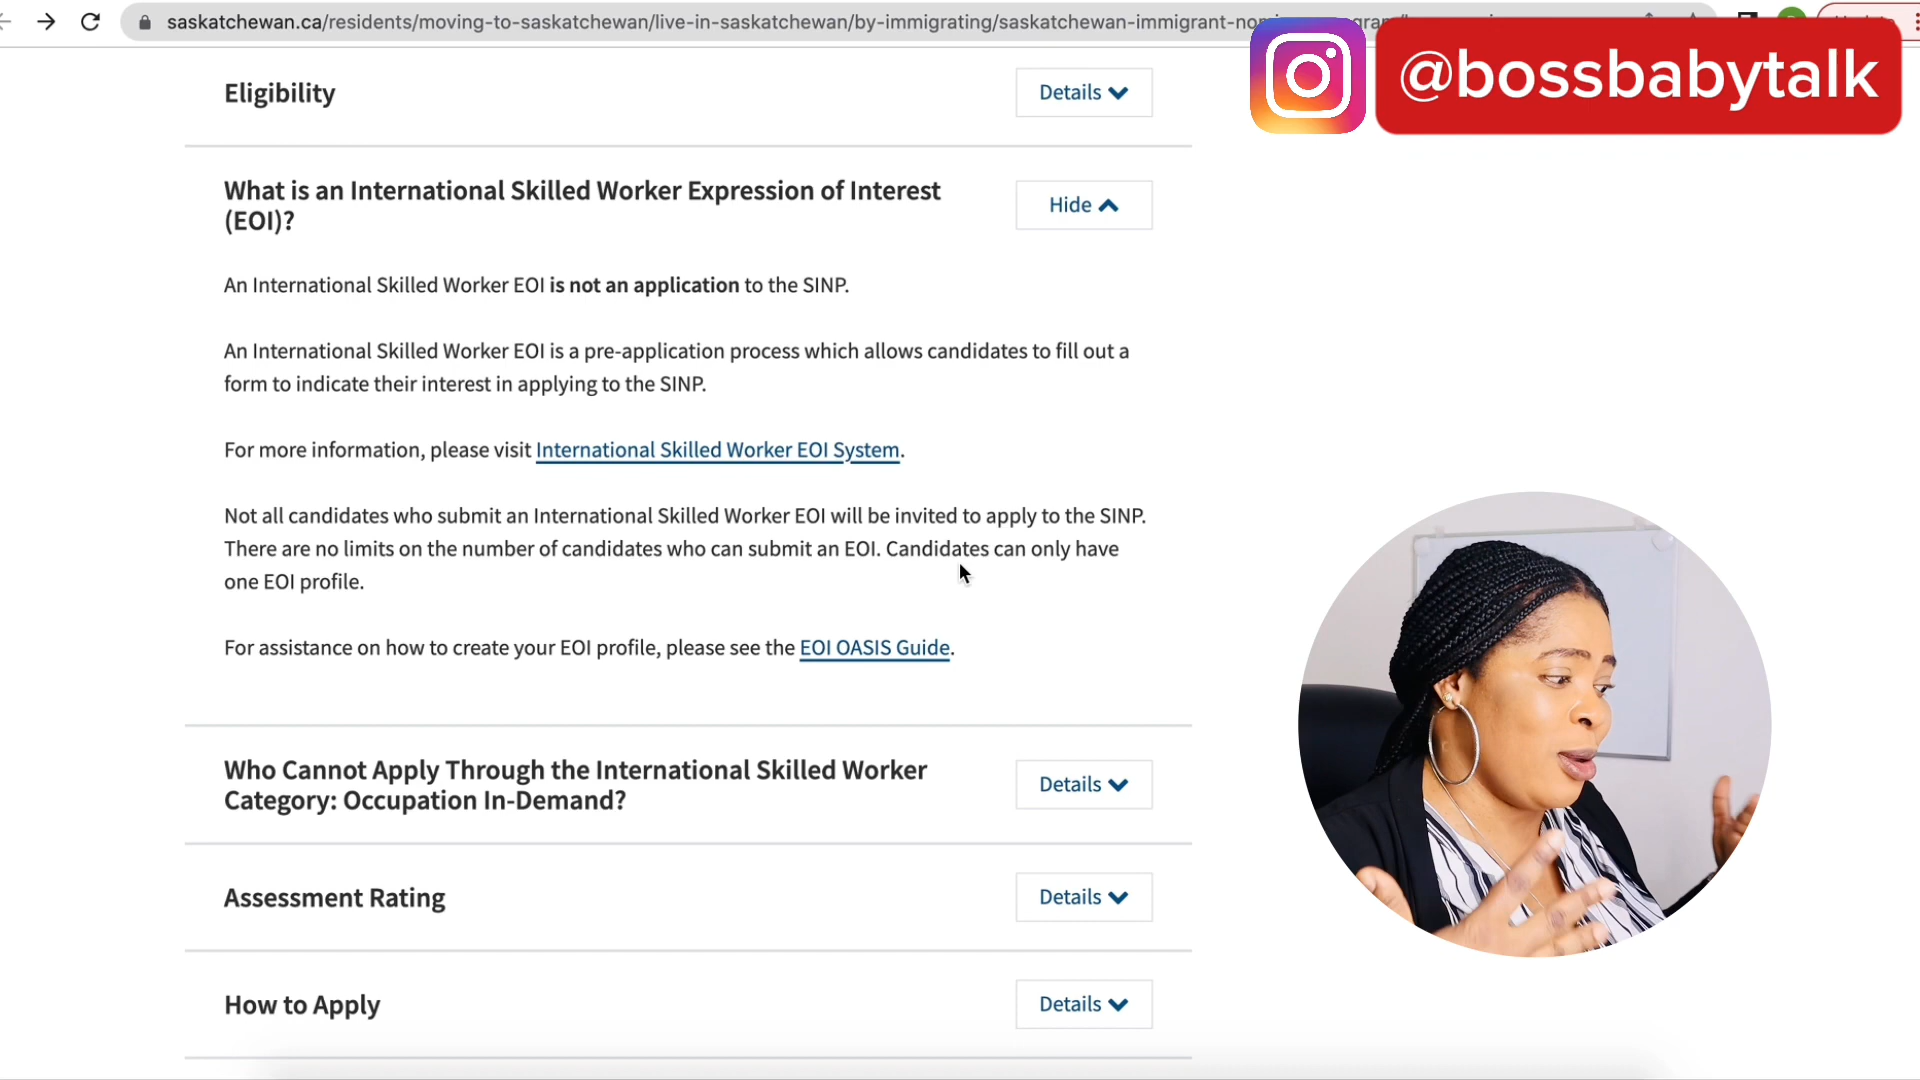 saskatchewan.ca/residents/moving-to-saskatchewan/live-in-saskatchewan/by-immigrating/saskatchewan-immigrant-
@bossbabytalk
Eligibility
Details
What is an International Skilled Worker Expression of Interest
(EOI)?
Hide
An International Skilled Worker EOI is not an application to the SINP.
An International Skilled Worker EOI is a pre-application process which allows candidates to fill out a
form to indicate their interest in applying to the SINP.
For more information, please visit International Skilled Worker EOI System.
Not all candidates who submit an International Skilled Worker EOI will be invited to apply to the SINP.
There are no limits on the number of candidates who can submit an EOI. Candidates can only have
one EOI profile.
For assistance on how to create your EOI profile, please see the EOI OASIS Guide.
Who Cannot Apply Through the International Skilled Worker
Category: Occupation In-Demand?
Details
Assessment Rating
Details
How to Apply
Details